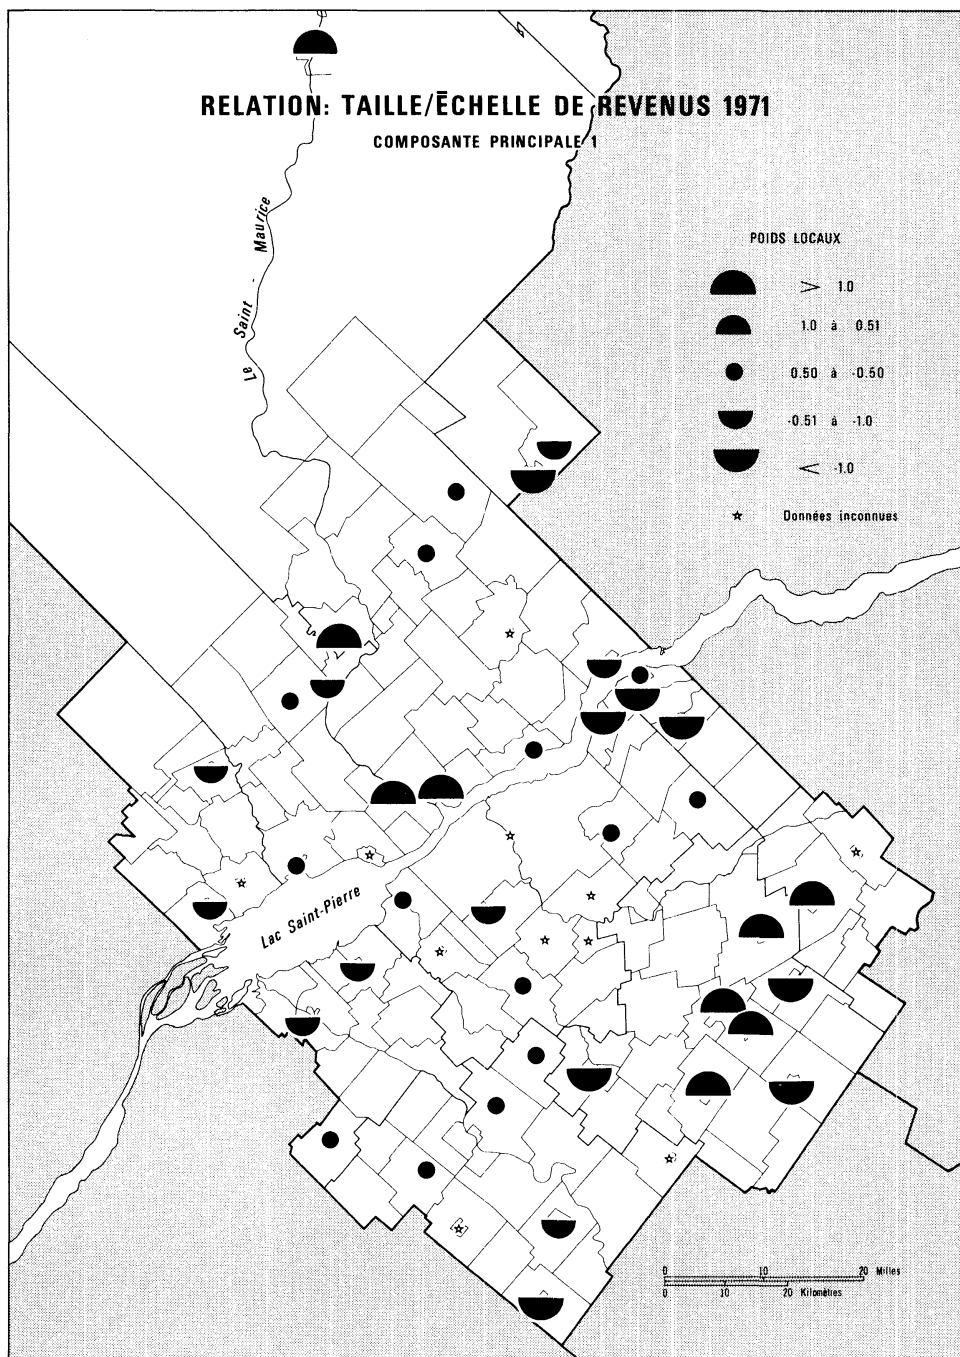 RELATION: TAILLE/ÉCHELLE DE REVENUS 1971
COMPOSANTE PRINCIPALE 1
Le Saint - Maurice
POIDS LOCAUX
> 1.0
1.0 à 0.51
0.50 à -0.50
-0.51 à -1.0
< -1.0
Données inconnues
Lac Saint-Pierre
0 10 20 Milles
0 10 20 Kilomètres